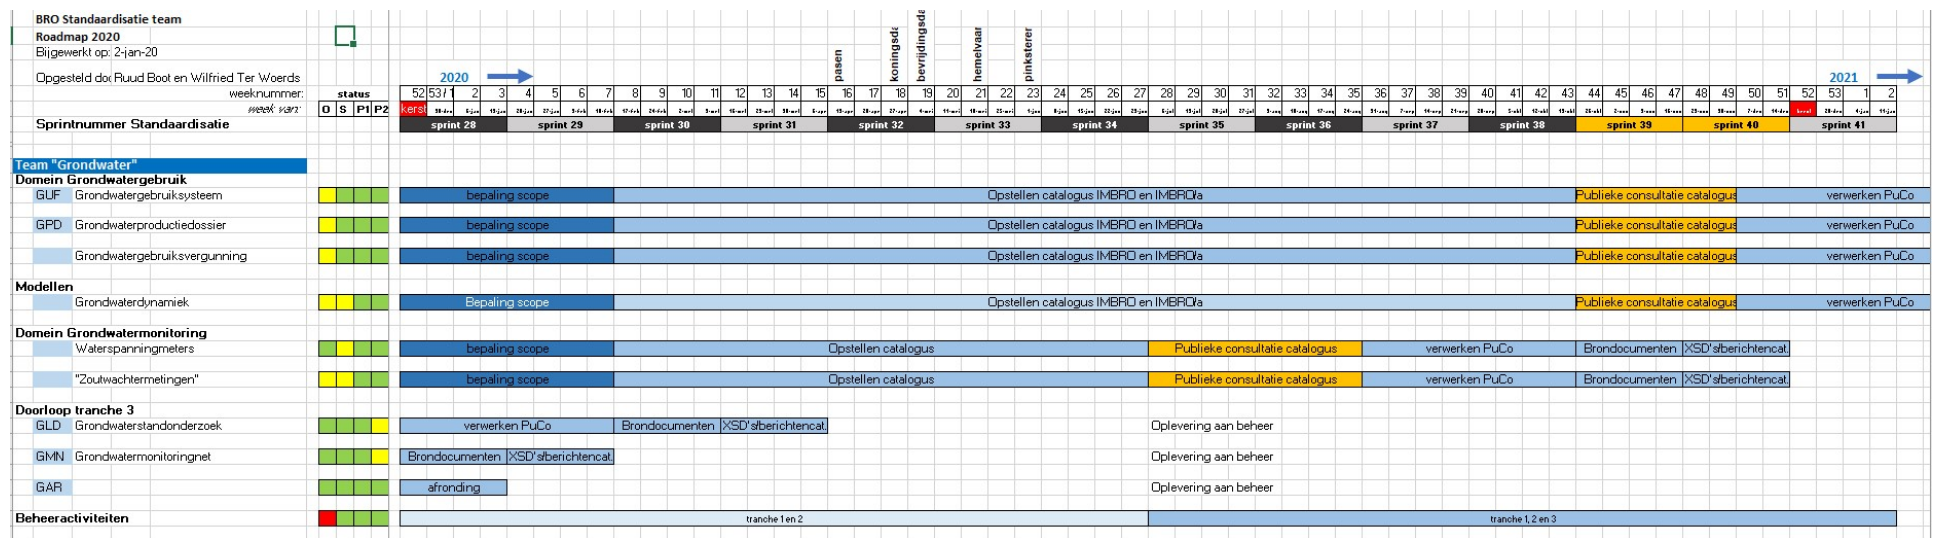 BRO Standaardisatie team
Roadmap 2020
Bijgewerkt op: 2-jan-20
pasen koningsda bevrijdingsda hemelvaar pinksteren
Opgesteld doo Ruud Boot en Wilfried Ter Woerds 2020 2021
weeknummer: status 52 53 / 1 2 3 4 5 6 7 8 9 10 11 12 13 14 15 16 17 18 19 20 21 22 23 24 25 26 27 28 29 30 31 32 33 34 35 36 37 38 39 40 41 42 43 44 45 46 47 48 49 50 51 52 53 1 2
week van: O S P1 P2 kerst
Sprintnummer Standaardisatie sprint 28 sprint 29 sprint 30 sprint 31 sprint 32 sprint 33 sprint 34 sprint 35 sprint 36 sprint 37 sprint 38 sprint 39 sprint 40 sprint 41
Team "Grondwater"
Domein Grondwatergebruik
GUF Grondwatergebruiksysteem bepaling scope Opstellen catalogus IMBRO en IMBRO/a Publieke consultatie catalogus verwerken PuCo
GPD Grondwaterproductiedossier bepaling scope Opstellen catalogus IMBRO en IMBRO/a Publieke consultatie catalogus verwerken PuCo
Grondwatergebruiksvergunning bepaling scope Opstellen catalogus IMBRO en IMBRO/a Publieke consultatie catalogus verwerken PuCo
Modellen
Grondwaterdynamiek Bepaling scope Opstellen catalogus IMBRO en IMBRO/a Publieke consultatie catalogus verwerken PuCo
Domein Grondwatermonitoring
Waterspanningmeters bepaling scope Opstellen catalogus Publieke consultatie catalogus verwerken PuCo Brondocumenten XSD's/berichtencat.
"Zoutwachtermetingen" bepaling scope Opstellen catalogus Publieke consultatie catalogus verwerken PuCo Brondocumenten XSD's/berichtencat.
Doorloop tranche 3
GLD Grondwaterstandonderzoek verwerken PuCo Brondocumenten XSD's/berichtencat. Oplevering aan beheer
GMN Grondwatermonitoringnet Brondocumenten XSD's/berichtencat. Oplevering aan beheer
GAR afronding Oplevering aan beheer
Beheeractiviteiten tranche 1 en 2 tranche 1, 2 en 3